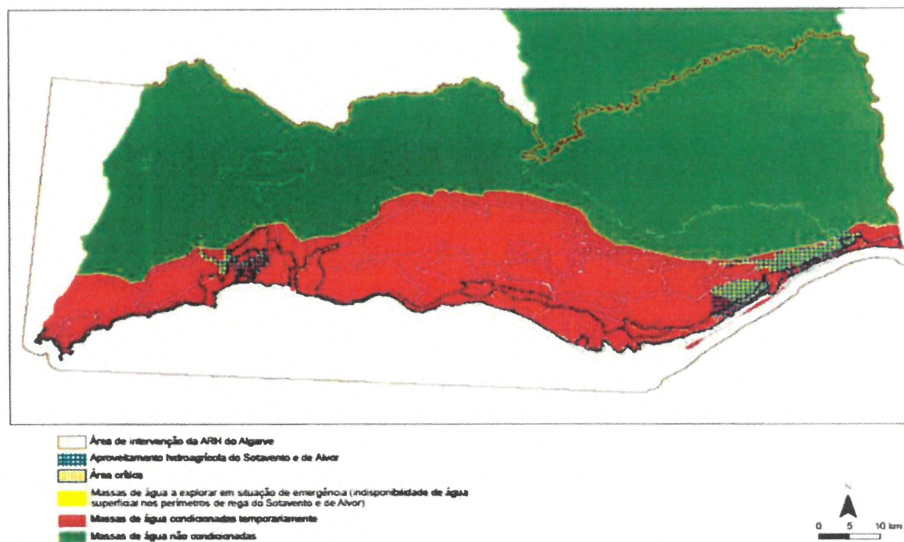 Área de intervenção da ARH do Algarve
Aproveitamento hidroagrícola do Sotavento e de Alvor
Área crítica
Massas de água a explorar em situação de emergência (indisponibilidade de água
superficial nos perímetros de rega do Sotavento e de Alvor)
Massas de água condicionadas temporariamente
Massas de água não condicionadas
N
0 5 10 km